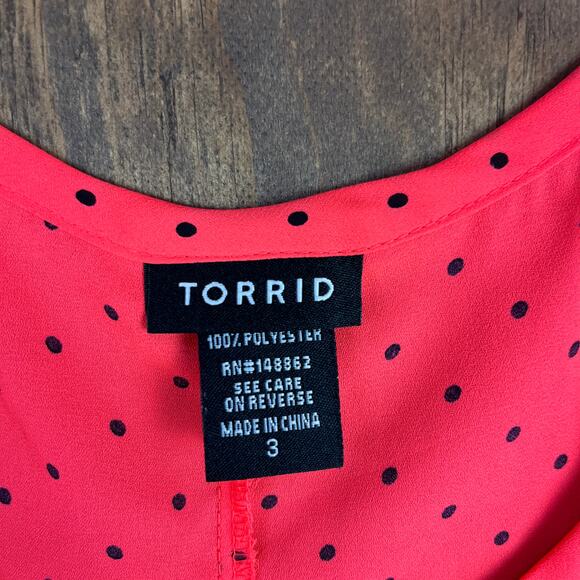 TORRID
100% POLYESTER
RN#148862
SEE CARE
ON REVERSE
MADE IN CHINA
3